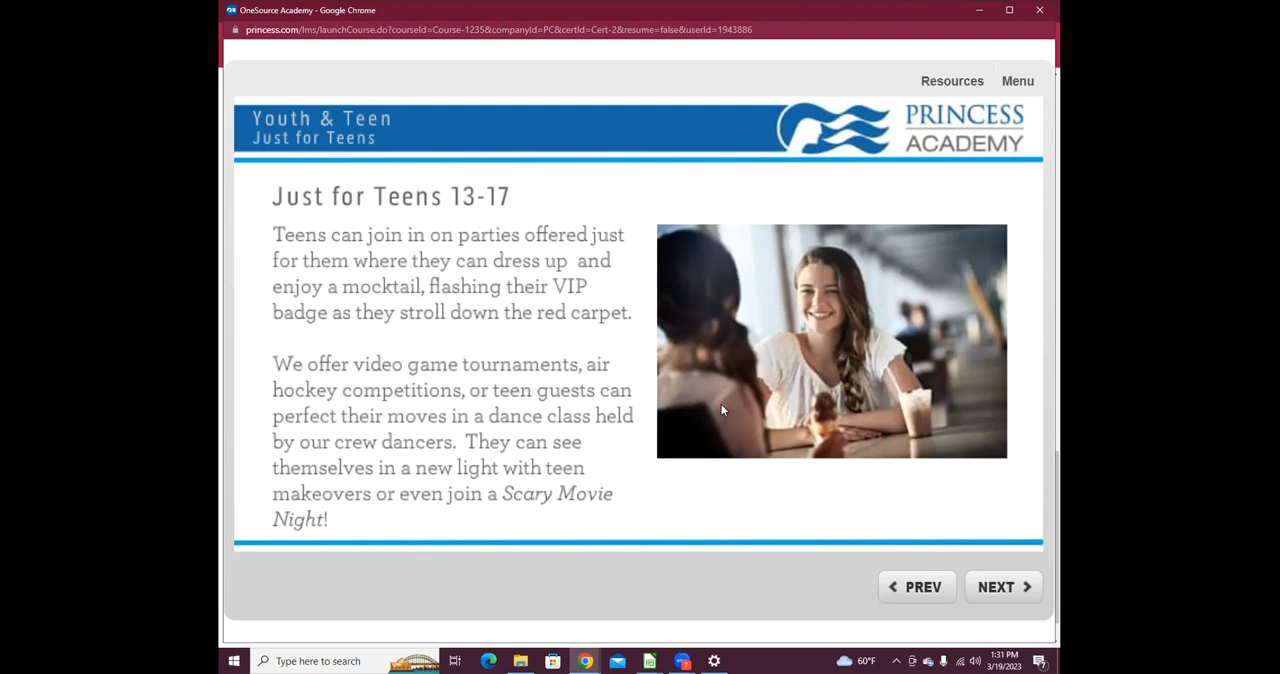 OneSource Academy - Google Chrome
princess.com/lms/launchCourse.do?courseId=Course-1235&companyId=PC&certId=Cert-2&resume=false&userId=1943886
Resources Menu
Youth & Teen
Just for Teens
PRINCESS
ACADEMY
Just for Teens 13-17
Teens can join in on parties offered just
for them where they can dress up and
enjoy a mocktail, flashing their VIP
badge as they stroll down the red carpet.
We offer video game tournaments, air
hockey competitions, or teen guests can
perfect their moves in a dance class held
by our crew dancers. They can see
themselves in a new light with teen
makeovers or even join a Scary Movie
Night!
PREV NEXT
Type here to search
60°F
1:31 PM
3/19/2023